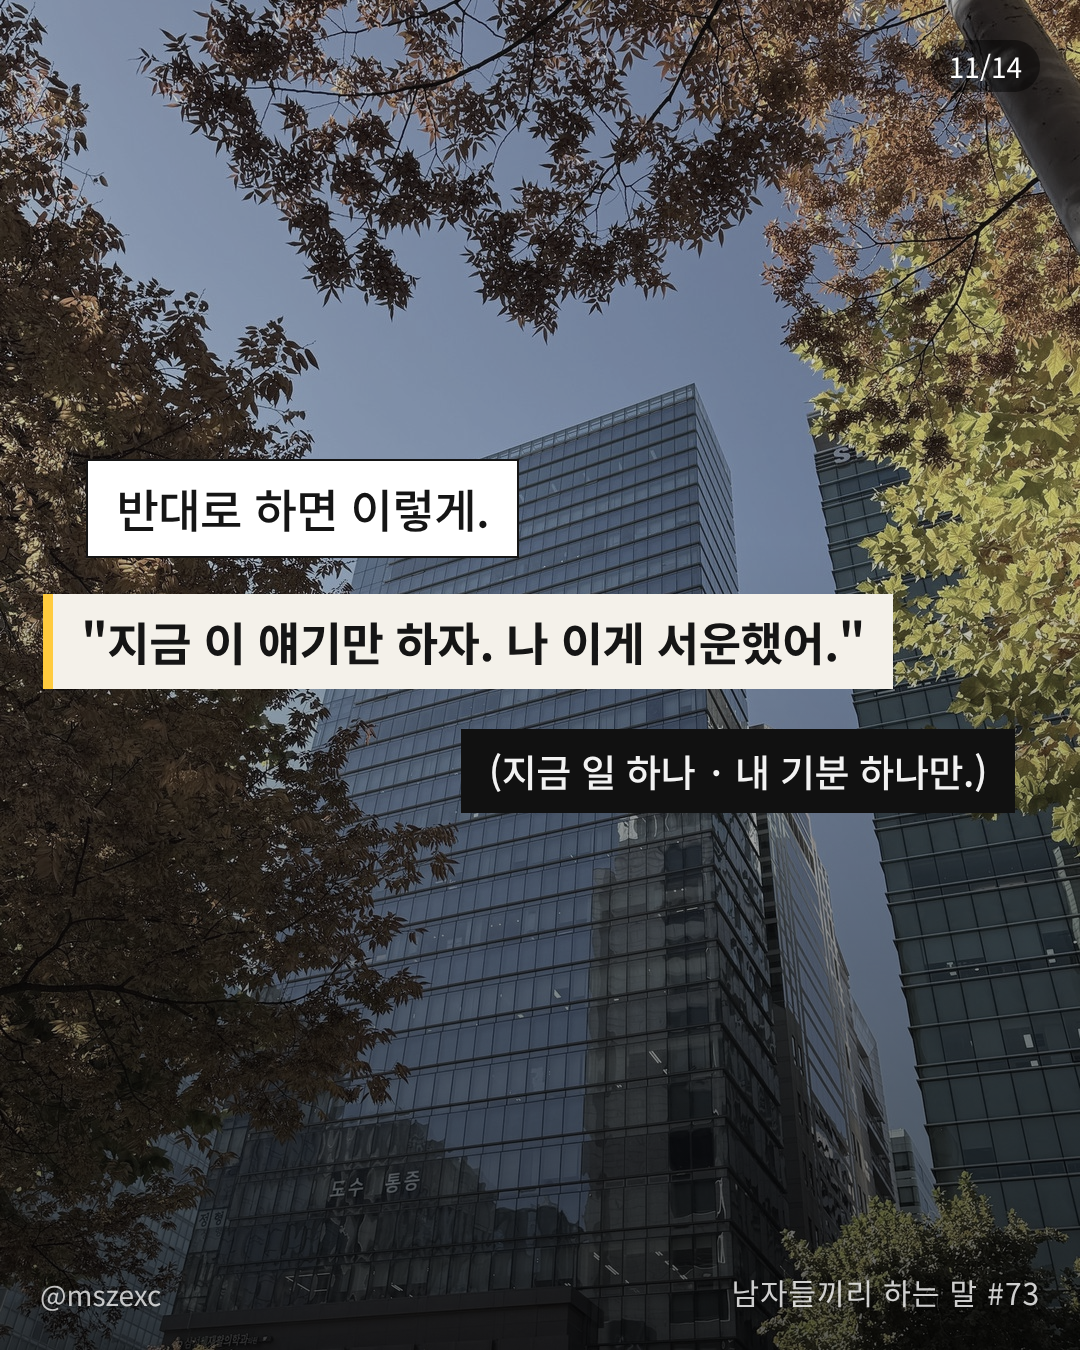 11/14
S
반대로 하면 이렇게.
"지금 이 얘기만 하자. 나 이게 서운했어."
(지금 일 하나 · 내 기분 하나만.)
도수 통증
@mszexc
남자들끼리 하는 말 #73